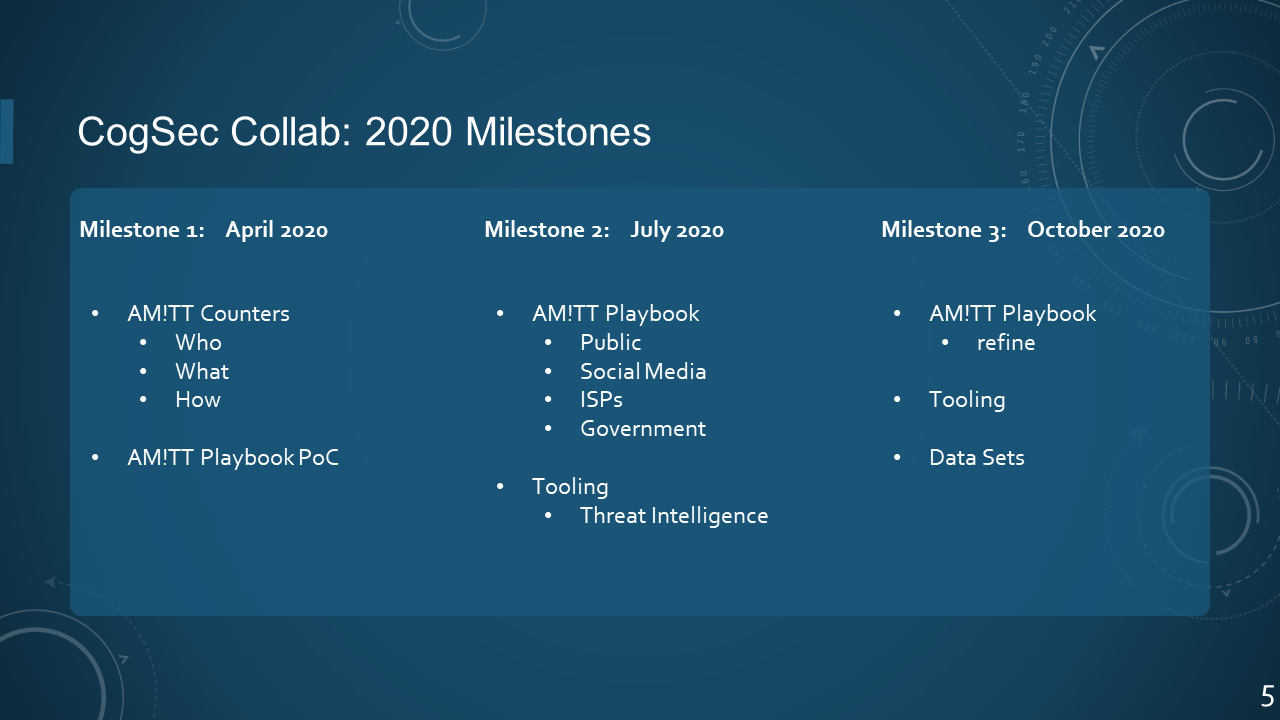 CogSec Collab: 2020 Milestones
Milestone 1: April 2020
• AM!TT Counters
• Who
• What
• How
• AM!TT Playbook PoC
Milestone 2: July 2020
• AM!TT Playbook
• Public
• Social Media
• ISPs
• Government
• Tooling
• Threat Intelligence
Milestone 3: October 2020
• AM!TT Playbook
• refine
• Tooling
• Data Sets
5